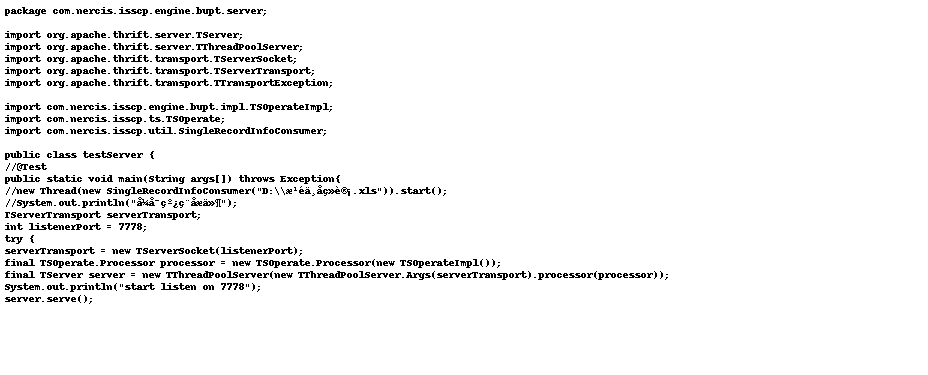 package com.nercis.isscp.engine.bupt.server;
import org.apache.thrift.server.TServer;
import org.apache.thrift.server.TThreadPoolServer;
import org.apache.thrift.transport.TServerSocket;
import org.apache.thrift.transport.TServerTransport;
import org.apache.thrift.transport.TTransportException;
import com.nercis.isscp.engine.bupt.impl.TSOperateImpl;
import com.nercis.isscp.ts.TSOperate;
import com.nercis.isscp.util.SingleRecordInfoConsumer;
public class testServer {
//@Test
public static void main(String args[]) throws Exception{
//new Thread(new SingleRecordInfoConsumer("D:\\.xls")).start();
//System.out.println("");
TServerTransport serverTransport;
int listenerPort = 7778;
try {
serverTransport = new TServerSocket(listenerPort);
final TSOperate.Processor processor = new TSOperate.Processor(new TSOperateImpl());
final TServer server = new TThreadPoolServer(new TThreadPoolServer.Args(serverTransport).processor(processor));
System.out.println("start listen on 7778");
server.serve();